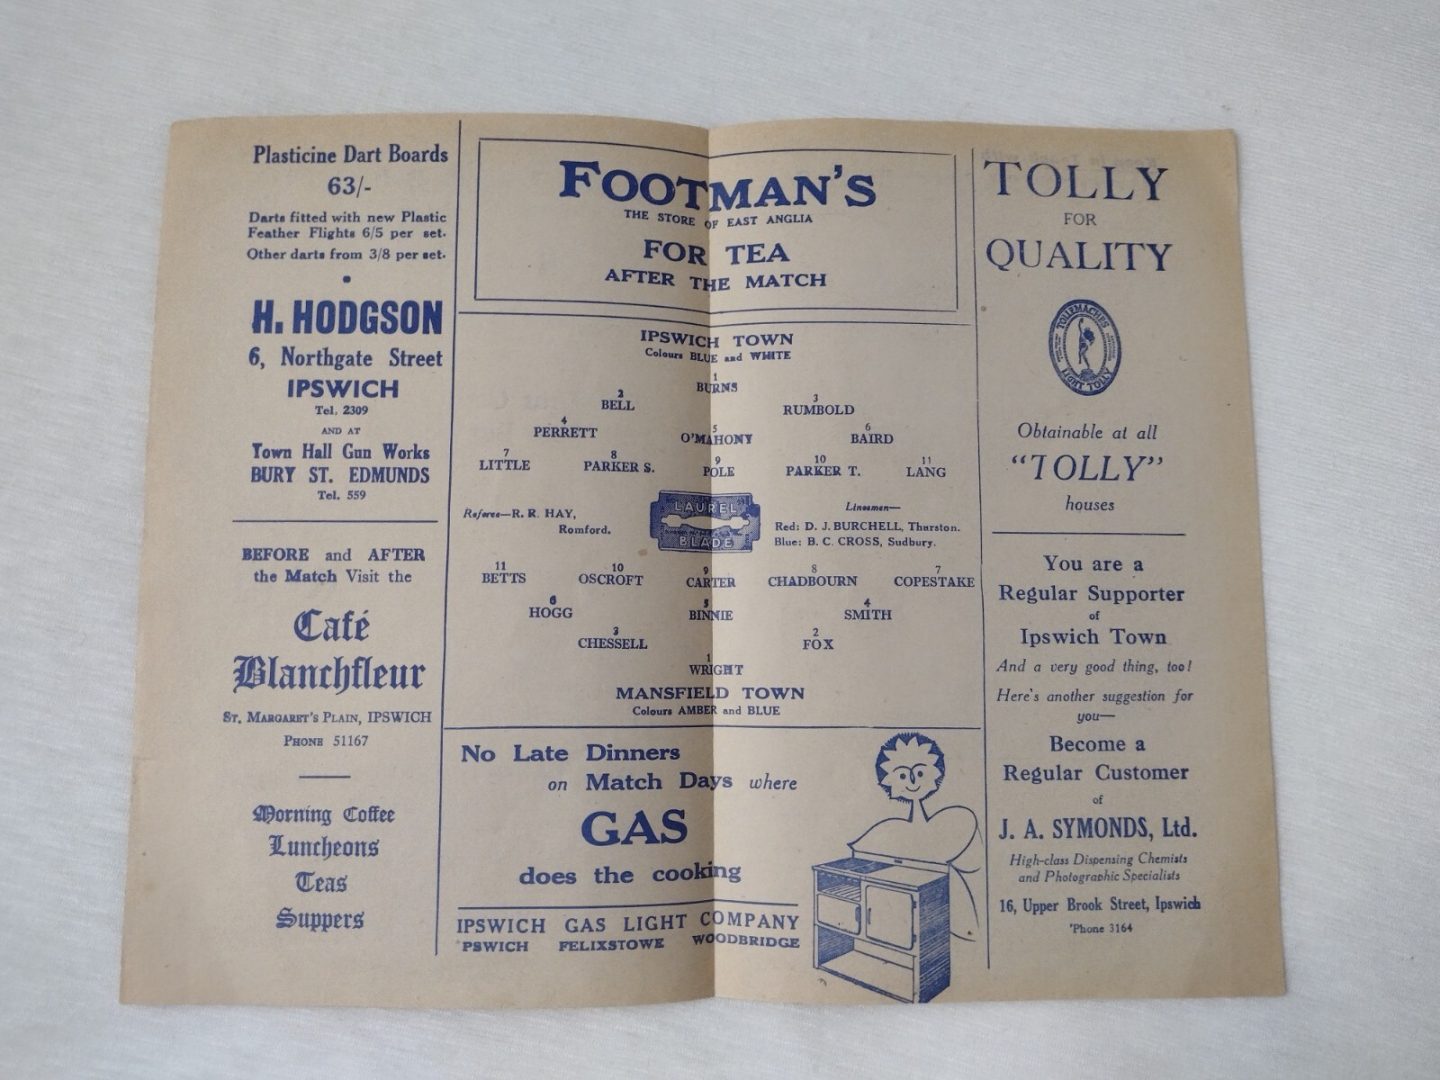 Plasticine Dart Boards
63/-
Darts fitted with new Plastic
Feather Flights 6/5 per set.
Other darts from 3/8 per set.
H. HODGSON
6, Northgate Street
IPSWICH
Tel. 2309
AND AT
Town Hall Gun Works
BURY ST. EDMUNDS
Tel. 559
BEFORE and AFTER
the Match Visit the
Café
Blanchfleur
ST. MARGARET'S PLAIN, IPSWICH
PHONE 51167
Morning Coffee
Luncheons
Teas
Suppers
FOOTMAN'S
THE STORE OF EAST ANGLIA
FOR TEA
AFTER THE MATCH
IPSWICH TOWN
Colours BLUE and WHITE
1
BURNS
2 3
BELL RUMBOLD
4 5 6
PERRETT O'MAHONY BAIRD
7 8 9 10 11
LITTLE PARKER S. POLE PARKER T. LANG
Referee—R. R. HAY,
Romford.
LAUREL
BLADE
Linesmen—
Red: D. J. BURCHELL, Thurston.
Blue: B. C. CROSS, Sudbury.
11 10 9 8 7
BETTS OSCROFT CARTER CHADBOURN COPESTAKE
6 5 4
HOGG BINNIE SMITH
3 2
CHESSELL FOX
1
WRIGHT
MANSFIELD TOWN
Colours AMBER and BLUE
No Late Dinners
on Match Days where
GAS
does the cooking
IPSWICH GAS LIGHT COMPANY
PSWICH FELIXSTOWE WOODBRIDGE
TOLLY
FOR
QUALITY
TOLLEMACHES
LIGHT TOLLY
Obtainable at all
"TOLLY"
houses
You are a
Regular Supporter
of
Ipswich Town
And a very good thing, too!
Here's another suggestion for
you—
Become a
Regular Customer
of
J. A. SYMONDS, Ltd.
High-class Dispensing Chemists
and Photographic Specialists
16, Upper Brook Street, Ipswich
'Phone 3164